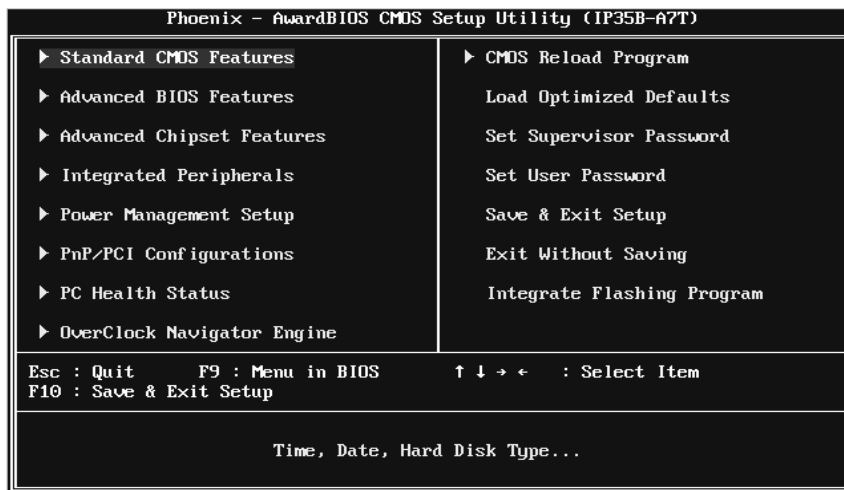 Phoenix - AwardBIOS CMOS Setup Utility (IP35B-A7T)
Standard CMOS Features
Advanced BIOS Features
Advanced Chipset Features
Integrated Peripherals
Power Management Setup
PnP/PCI Configurations
PC Health Status
OverClock Navigator Engine
CMOS Reload Program
Load Optimized Defaults
Set Supervisor Password
Set User Password
Save & Exit Setup
Exit Without Saving
Integrate Flashing Program
Esc : Quit F9 : Menu in BIOS ↑ ↓ → ← : Select Item
F10 : Save & Exit Setup
Time, Date, Hard Disk Type...